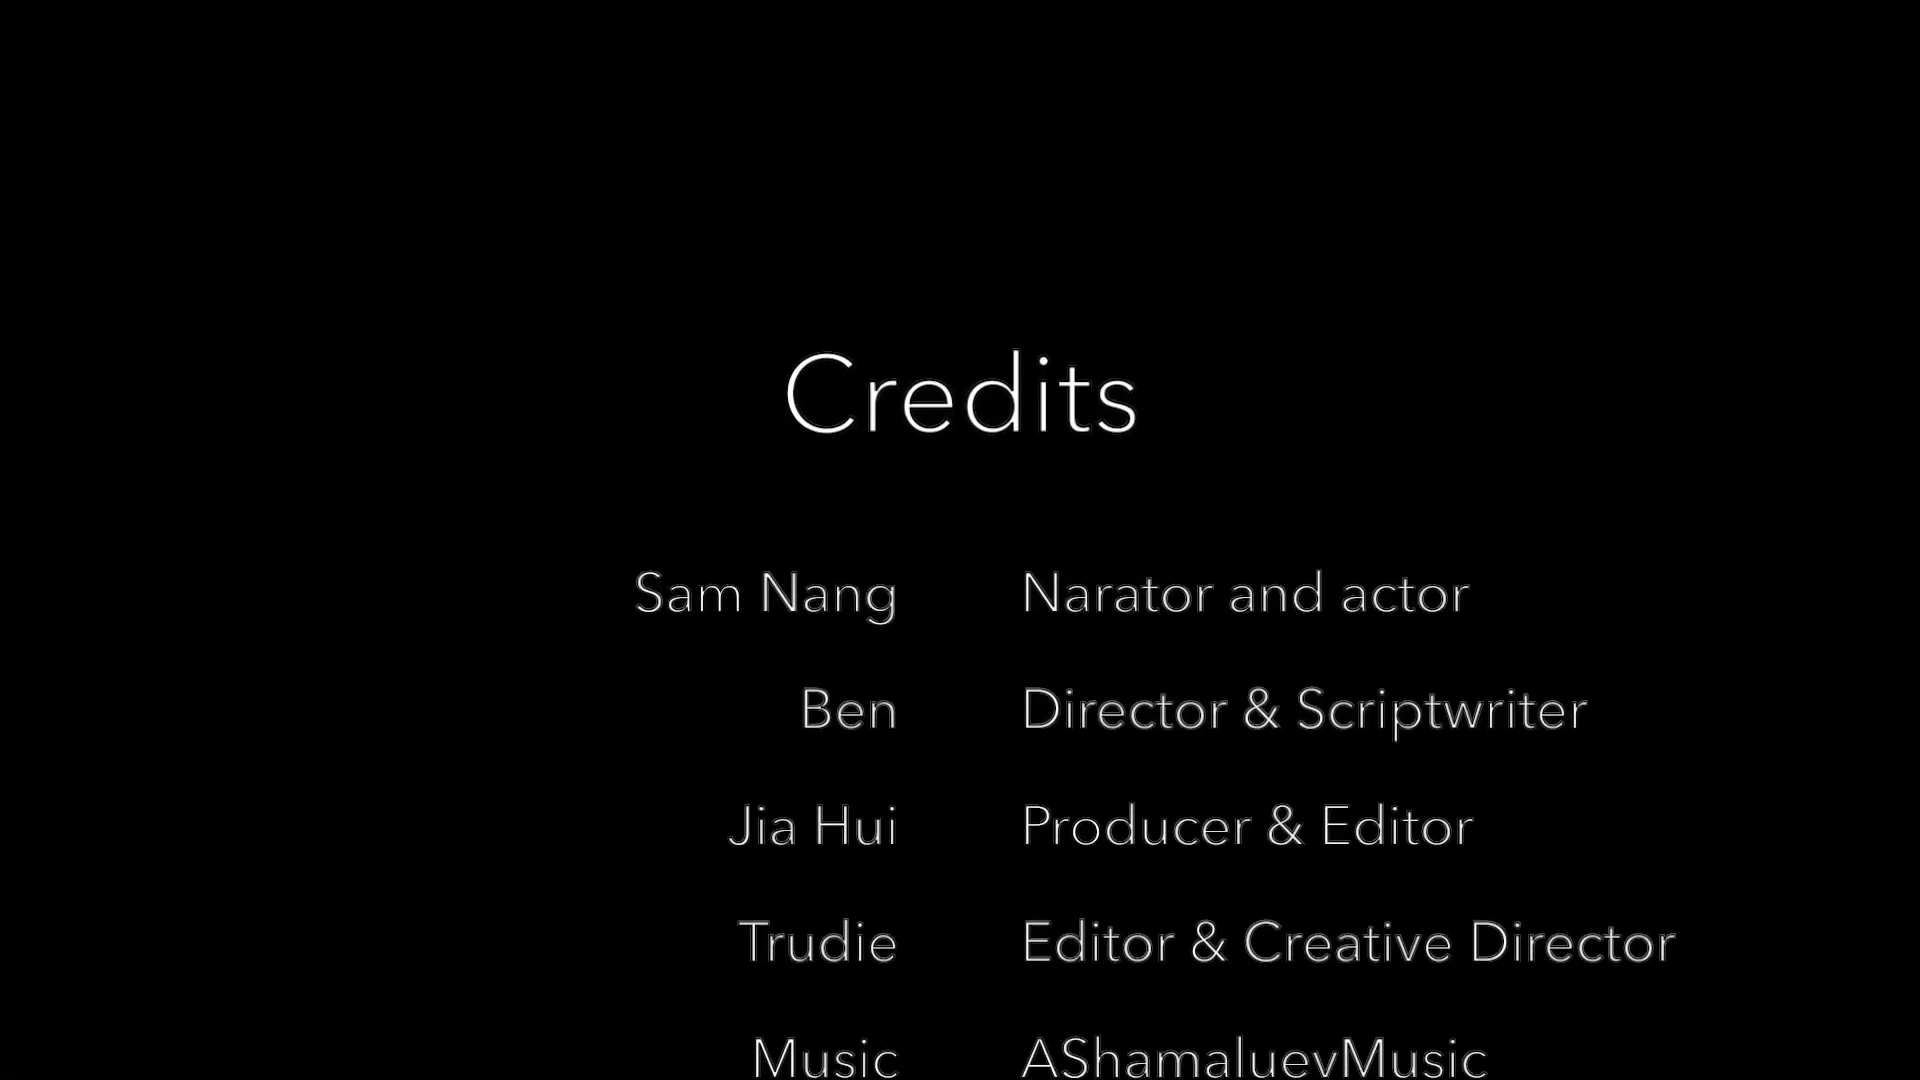 Credits
Sam Nang Narator and actor
Ben Director & Scriptwriter
Jia Hui Producer & Editor
Trudie Editor & Creative Director
Music AShamaluevMusic